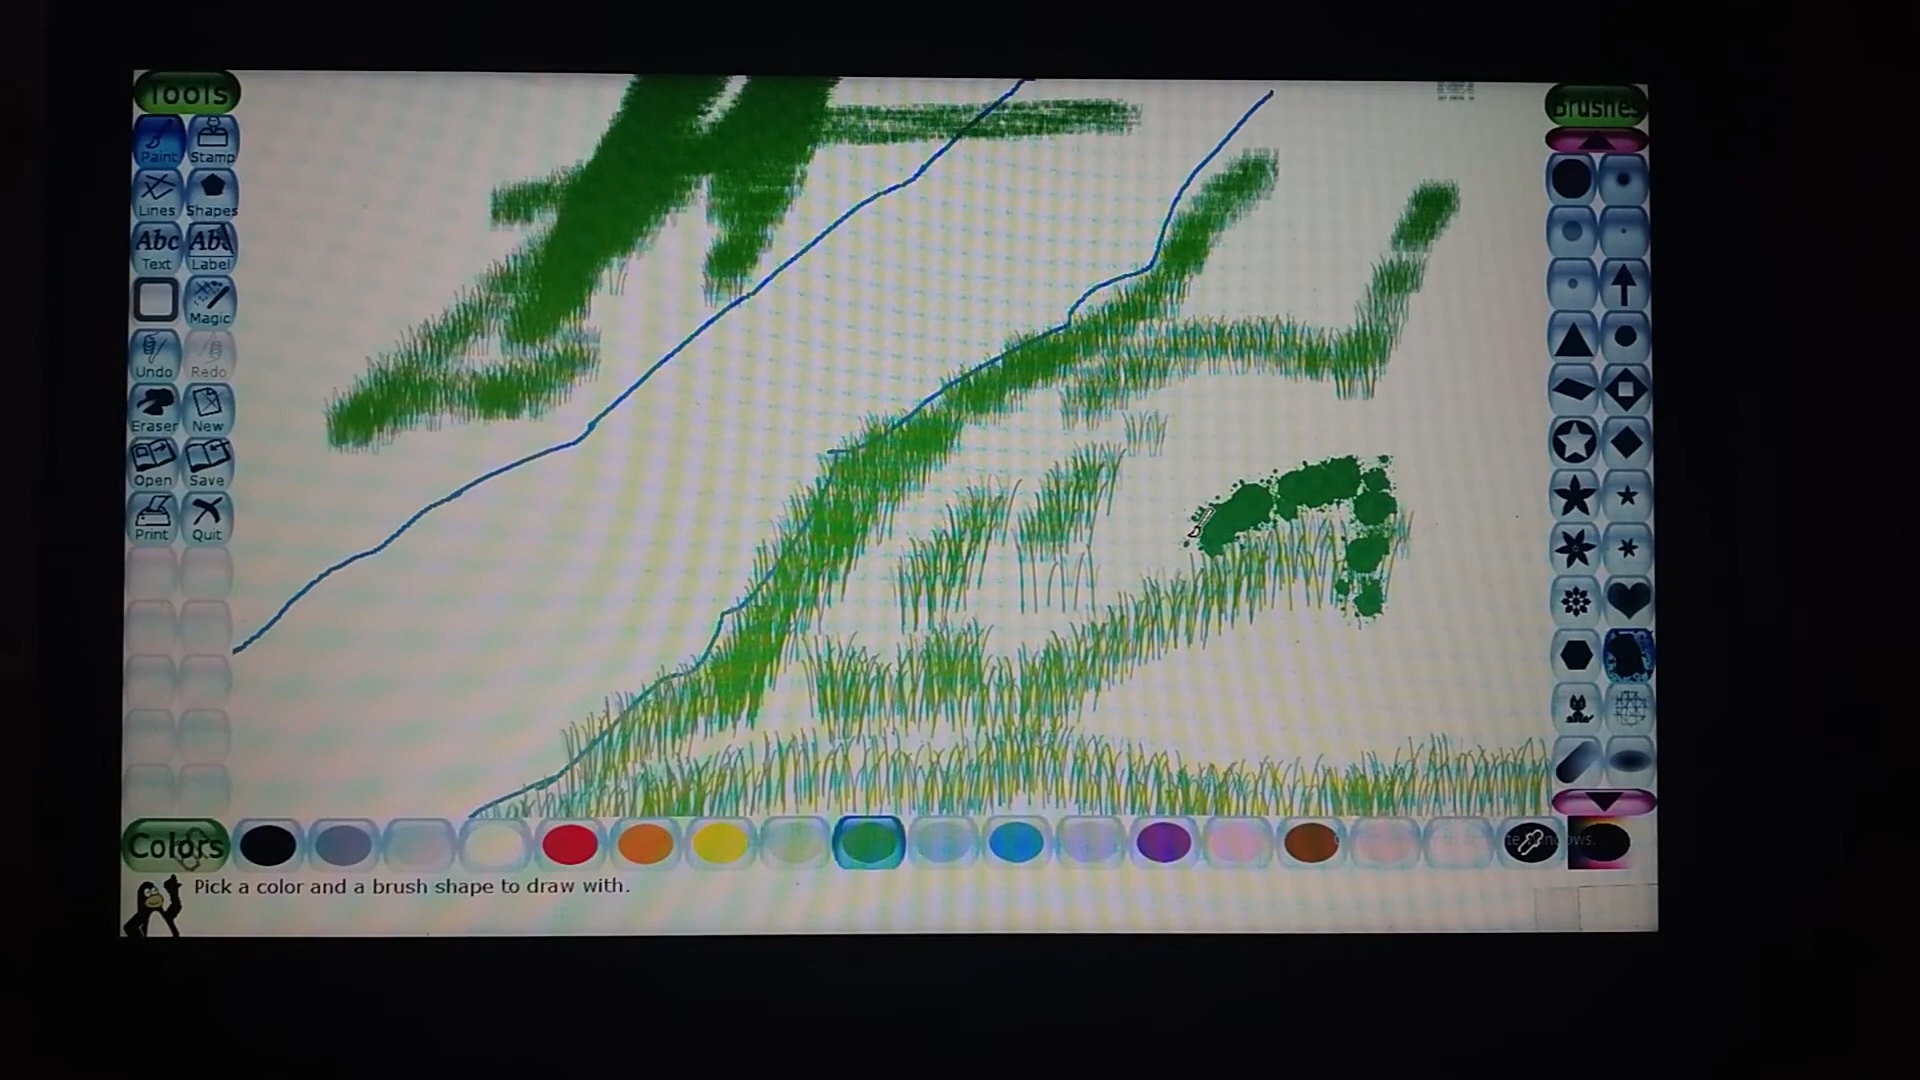 Tools
Brushes
Paint
Stamp
Lines
Shapes
Abc
Text
Abc
Label
Magic
Undo
Redo
Eraser
New
Open
Save
Print
Quit
Colors
Pick a color and a brush shape to draw with.